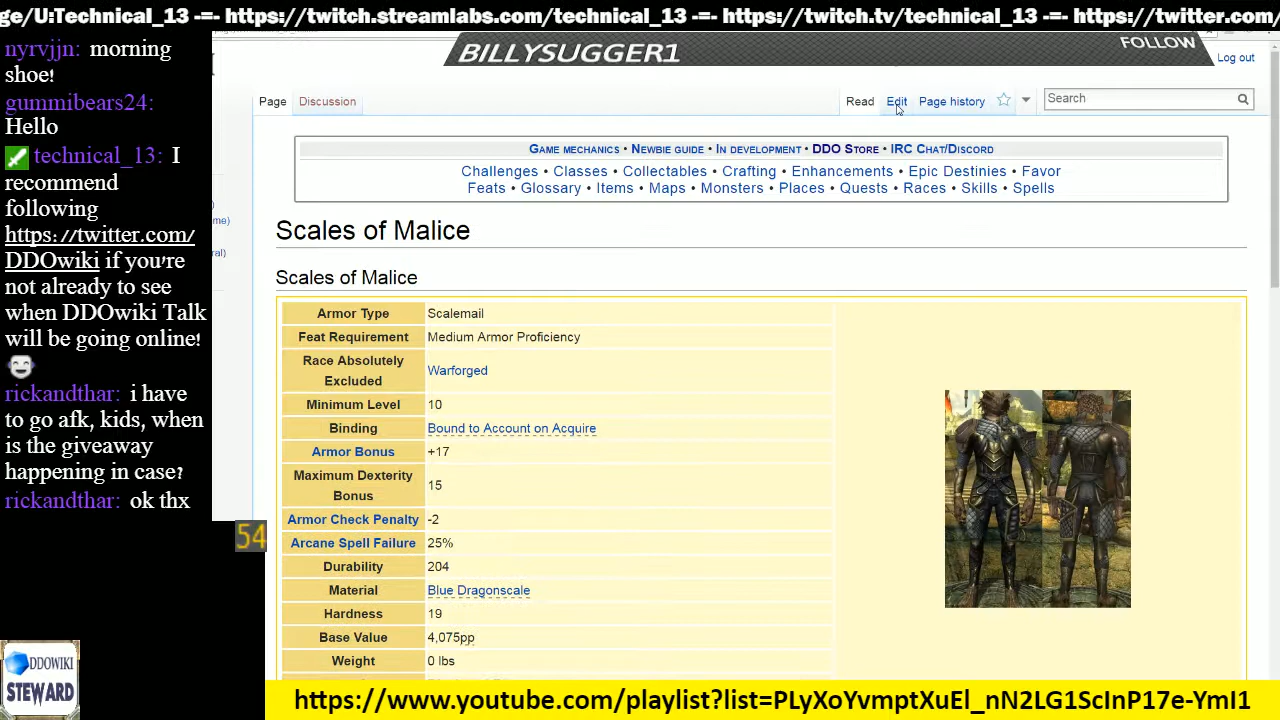 ge/U:Technical_13 -=- https://twitch.streamlabs.com/technical_13 -=- https://twitch.tv/technical_13 -=- https://twitter.com/
nyrvjjn: morning
shoe!
gummibears24:
Hello
technical_13: I
recommend
following
https://twitter.com/
DDOwiki if you're
not already to see
when DDOwiki Talk
will be going online!
rickandthar: i have
to go afk, kids, when
is the giveaway
happening in case?
rickandthar: ok thx
54
DDOWIKI
STEWARD
BILLYSUGGER1
FOLLOW
Log out
Page Discussion Read Edit Page history Search
Game mechanics • Newbie guide • In development • DDO Store • IRC Chat/Discord
Challenges • Classes • Collectables • Crafting • Enhancements • Epic Destinies • Favor
Feats • Glossary • Items • Maps • Monsters • Places • Quests • Races • Skills • Spells
me)
ral)
Scales of Malice
Scales of Malice
Armor Type Scalemail
Feat Requirement Medium Armor Proficiency
Race Absolutely
Excluded Warforged
Minimum Level 10
Binding Bound to Account on Acquire
Armor Bonus +17
Maximum Dexterity
Bonus 15
Armor Check Penalty -2
Arcane Spell Failure 25%
Durability 204
Material Blue Dragonscale
Hardness 19
Base Value 4,075pp
Weight 0 lbs
https://www.youtube.com/playlist?list=PLyXoYvmptXuEl_nN2LG1ScInP17e-YmI1